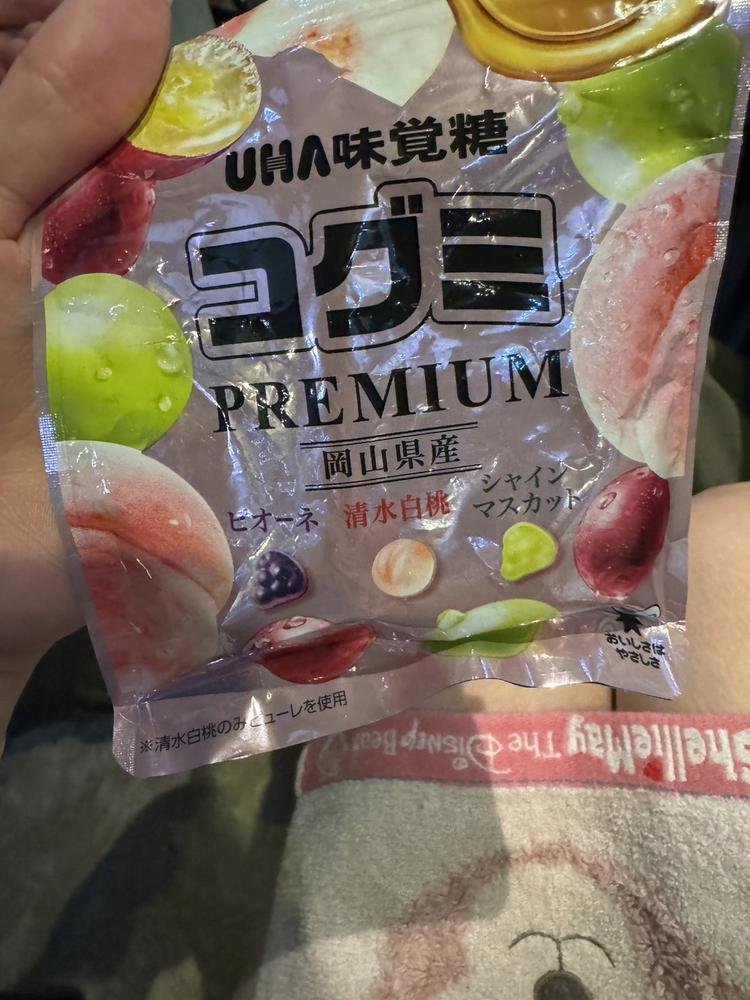 UHA味覚糖
コグミ
PREMIUM
岡山県産
ピオーネ
清水白桃
シャイン
マスカット
おいしさは
やさしさ
※清水白桃のみピューレを使用
ShellieMay The Disney Bear